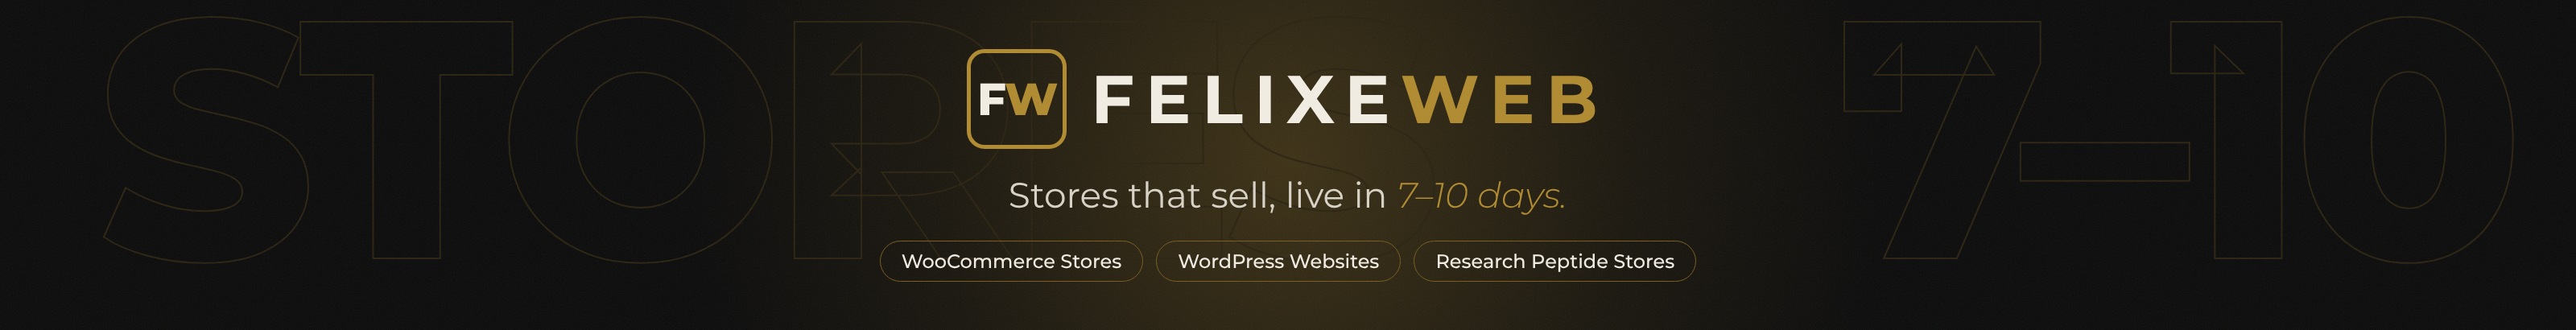 STORES
7–10
FW FELIXEWEB
Stores that sell, live in 7–10 days.
WooCommerce Stores
WordPress Websites
Research Peptide Stores